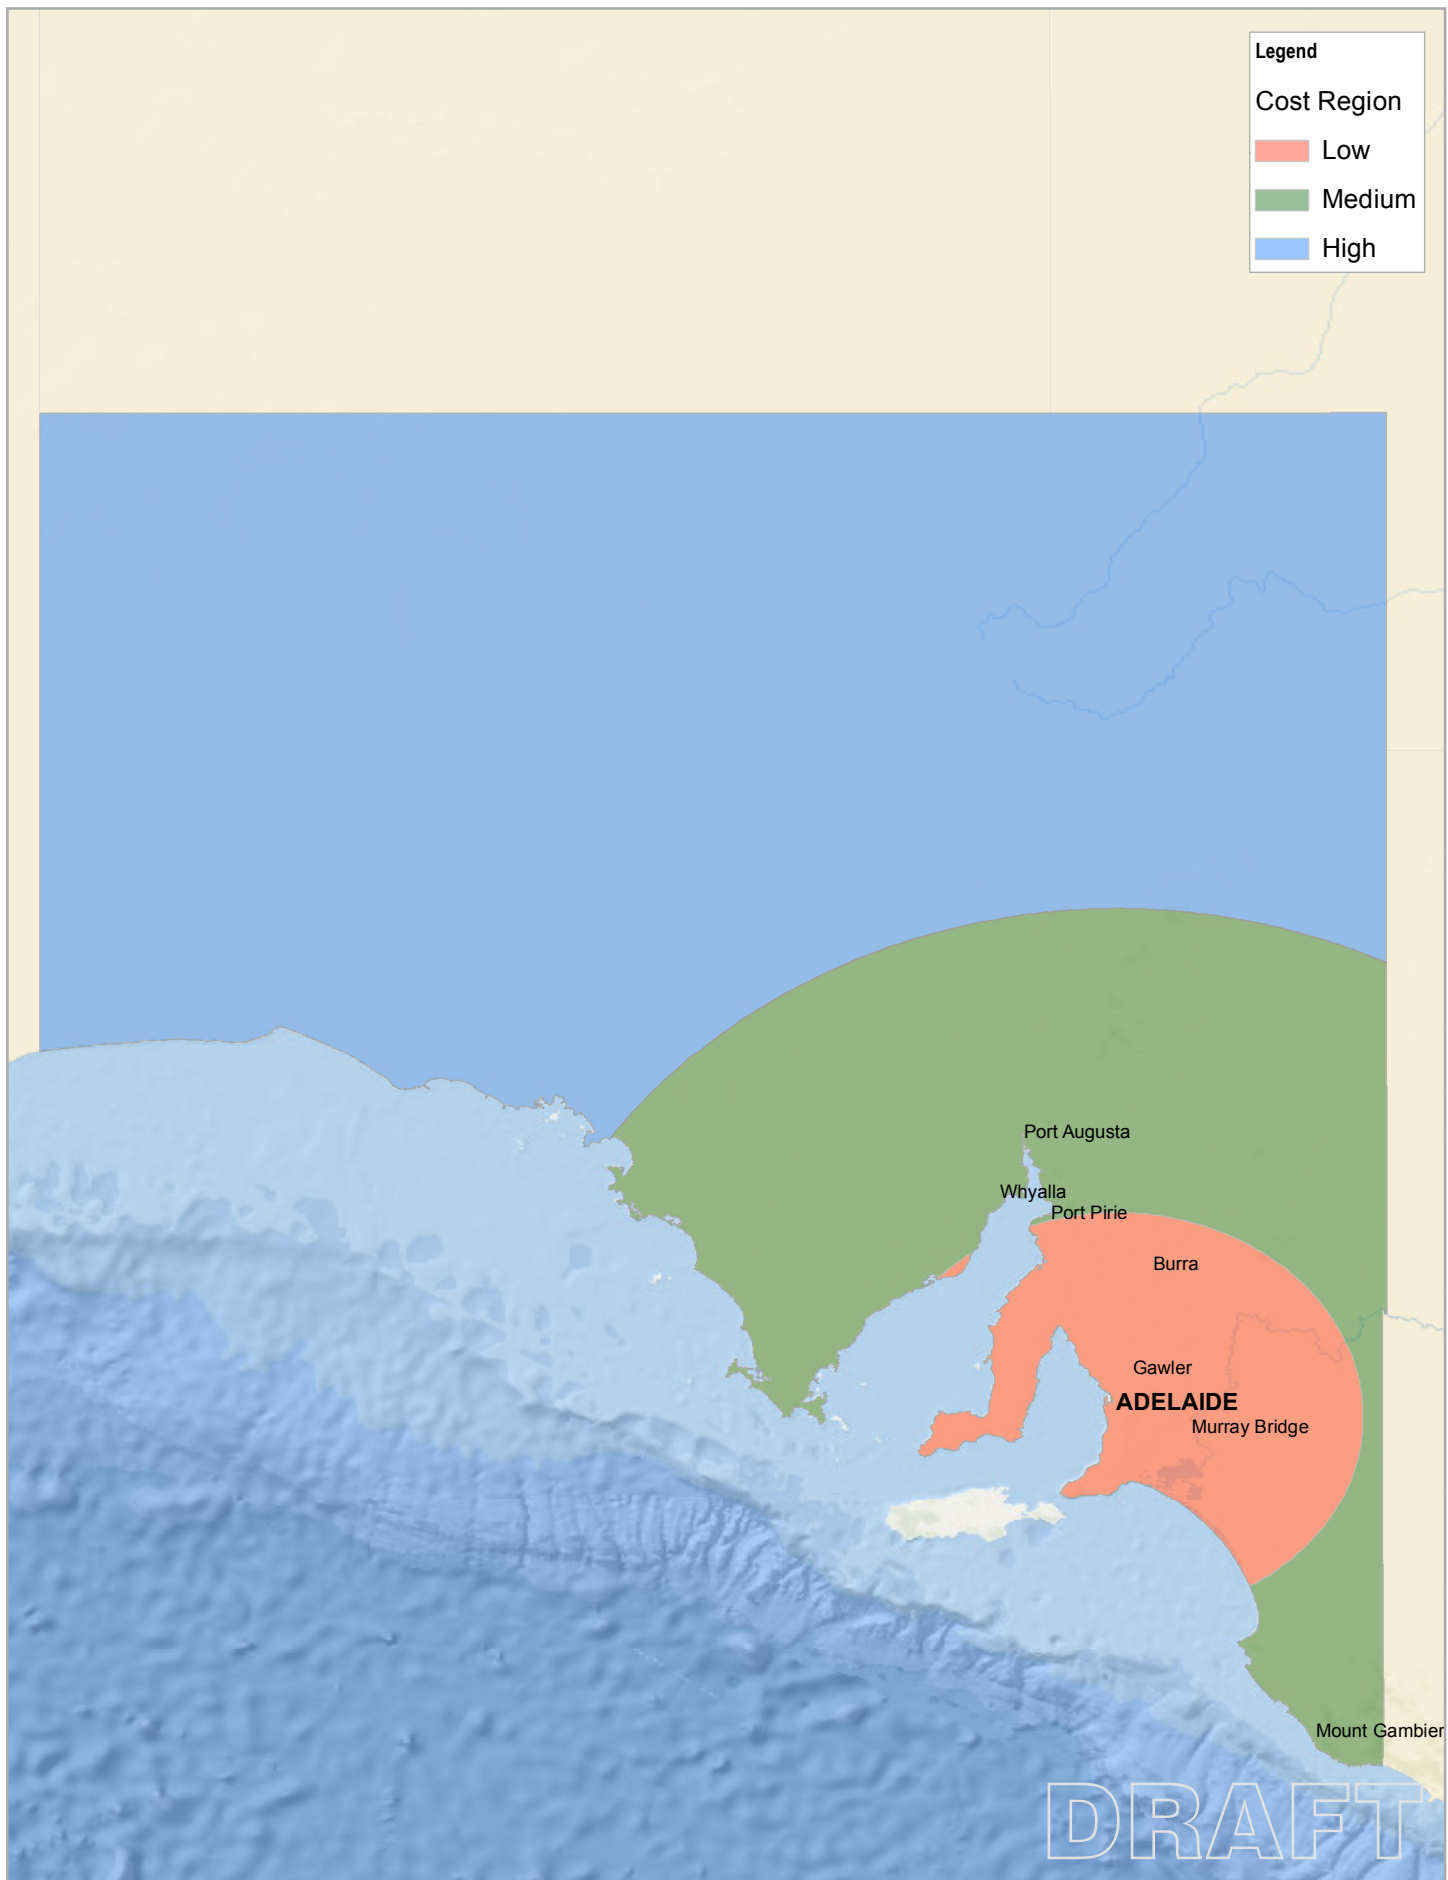 Legend
Cost Region
Low
Medium
High
Port Augusta
Whyalla
Port Pirie
Burra
Gawler
ADELAIDE
Murray Bridge
Mount Gambier
DRAFT